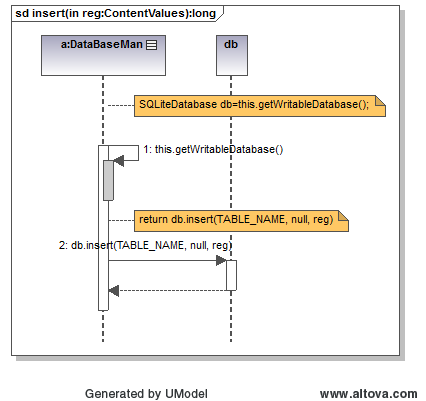 sd insert(in reg:ContentValues):long
a:DataBaseMan
db
SQLiteDatabase db=this.getWritableDatabase();
1: this.getWritableDatabase()
return db.insert(TABLE_NAME, null, reg)
2: db.insert(TABLE_NAME, null, reg)
Generated by UModel
www.altova.com